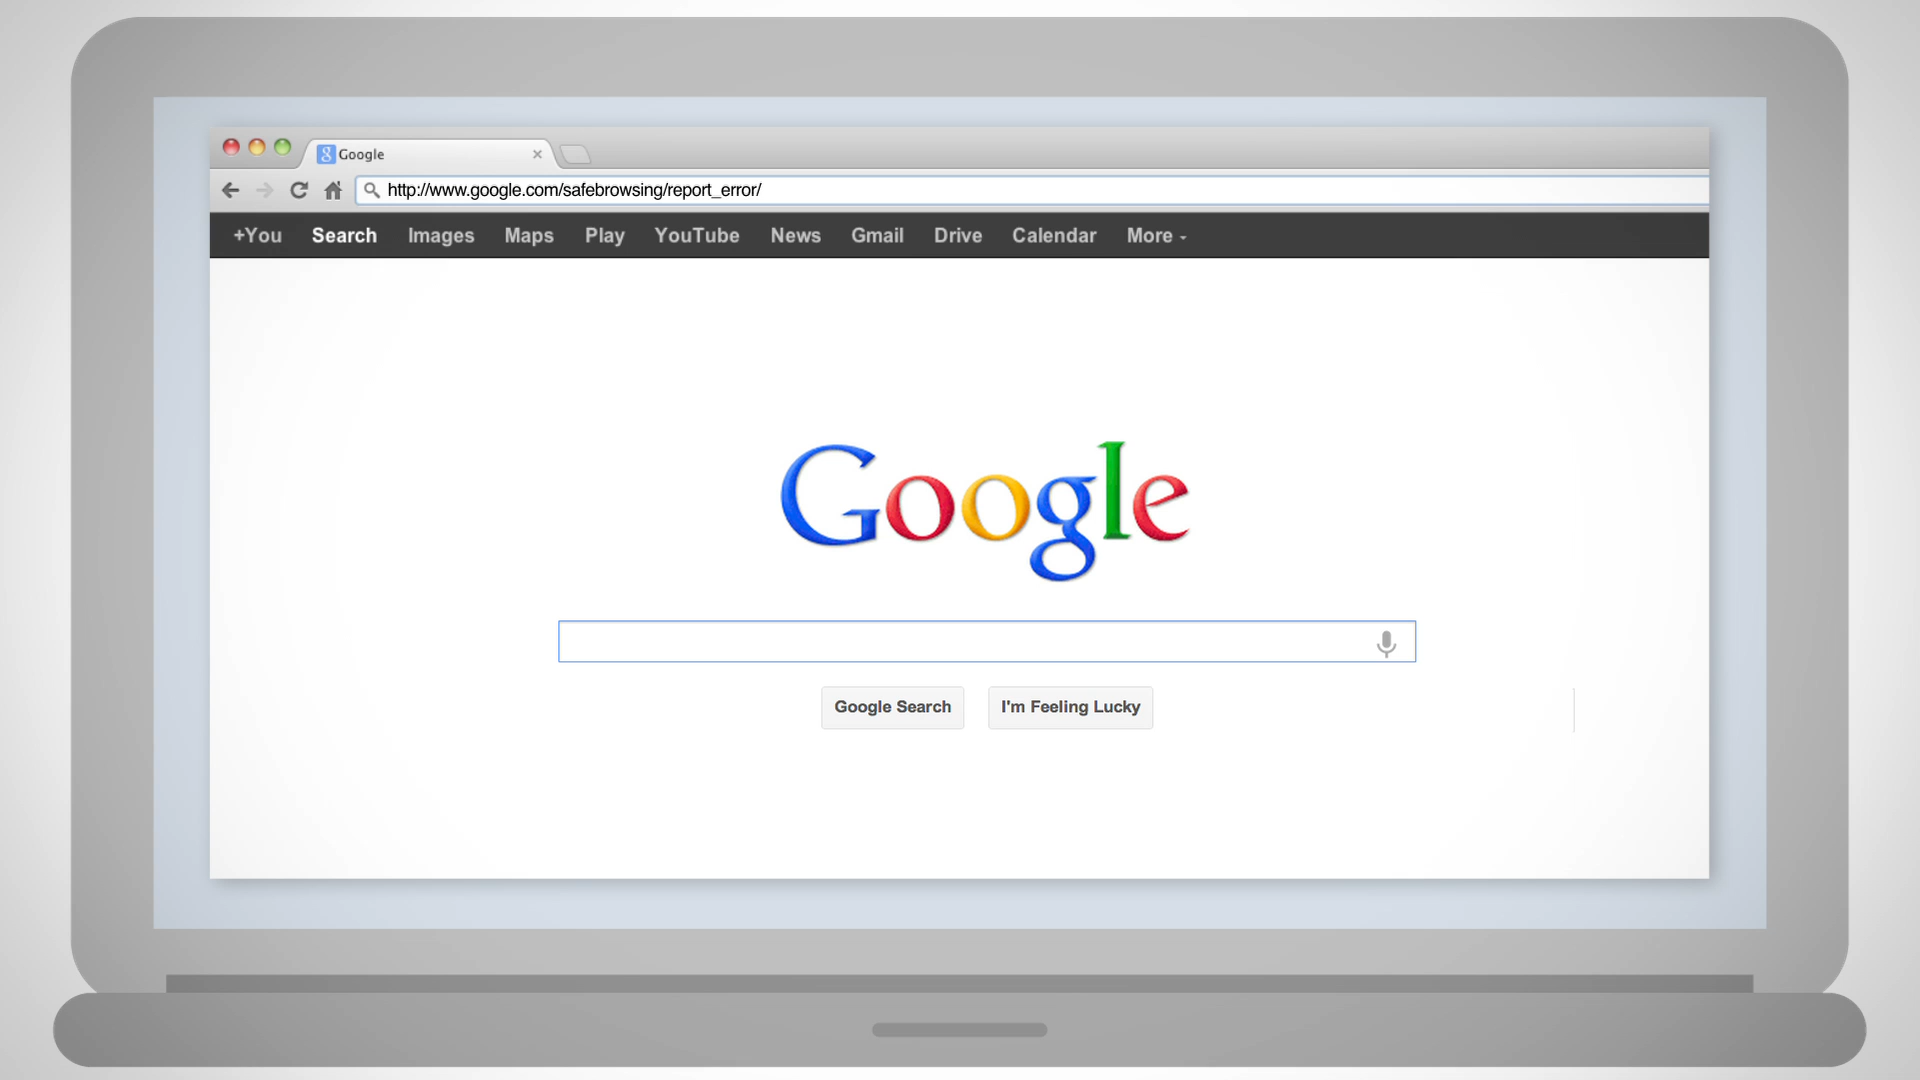 Google
http://www.google.com/safebrowsing/report_error/
+You Search Images Maps Play YouTube News Gmail Drive Calendar More
Google
Google Search I'm Feeling Lucky